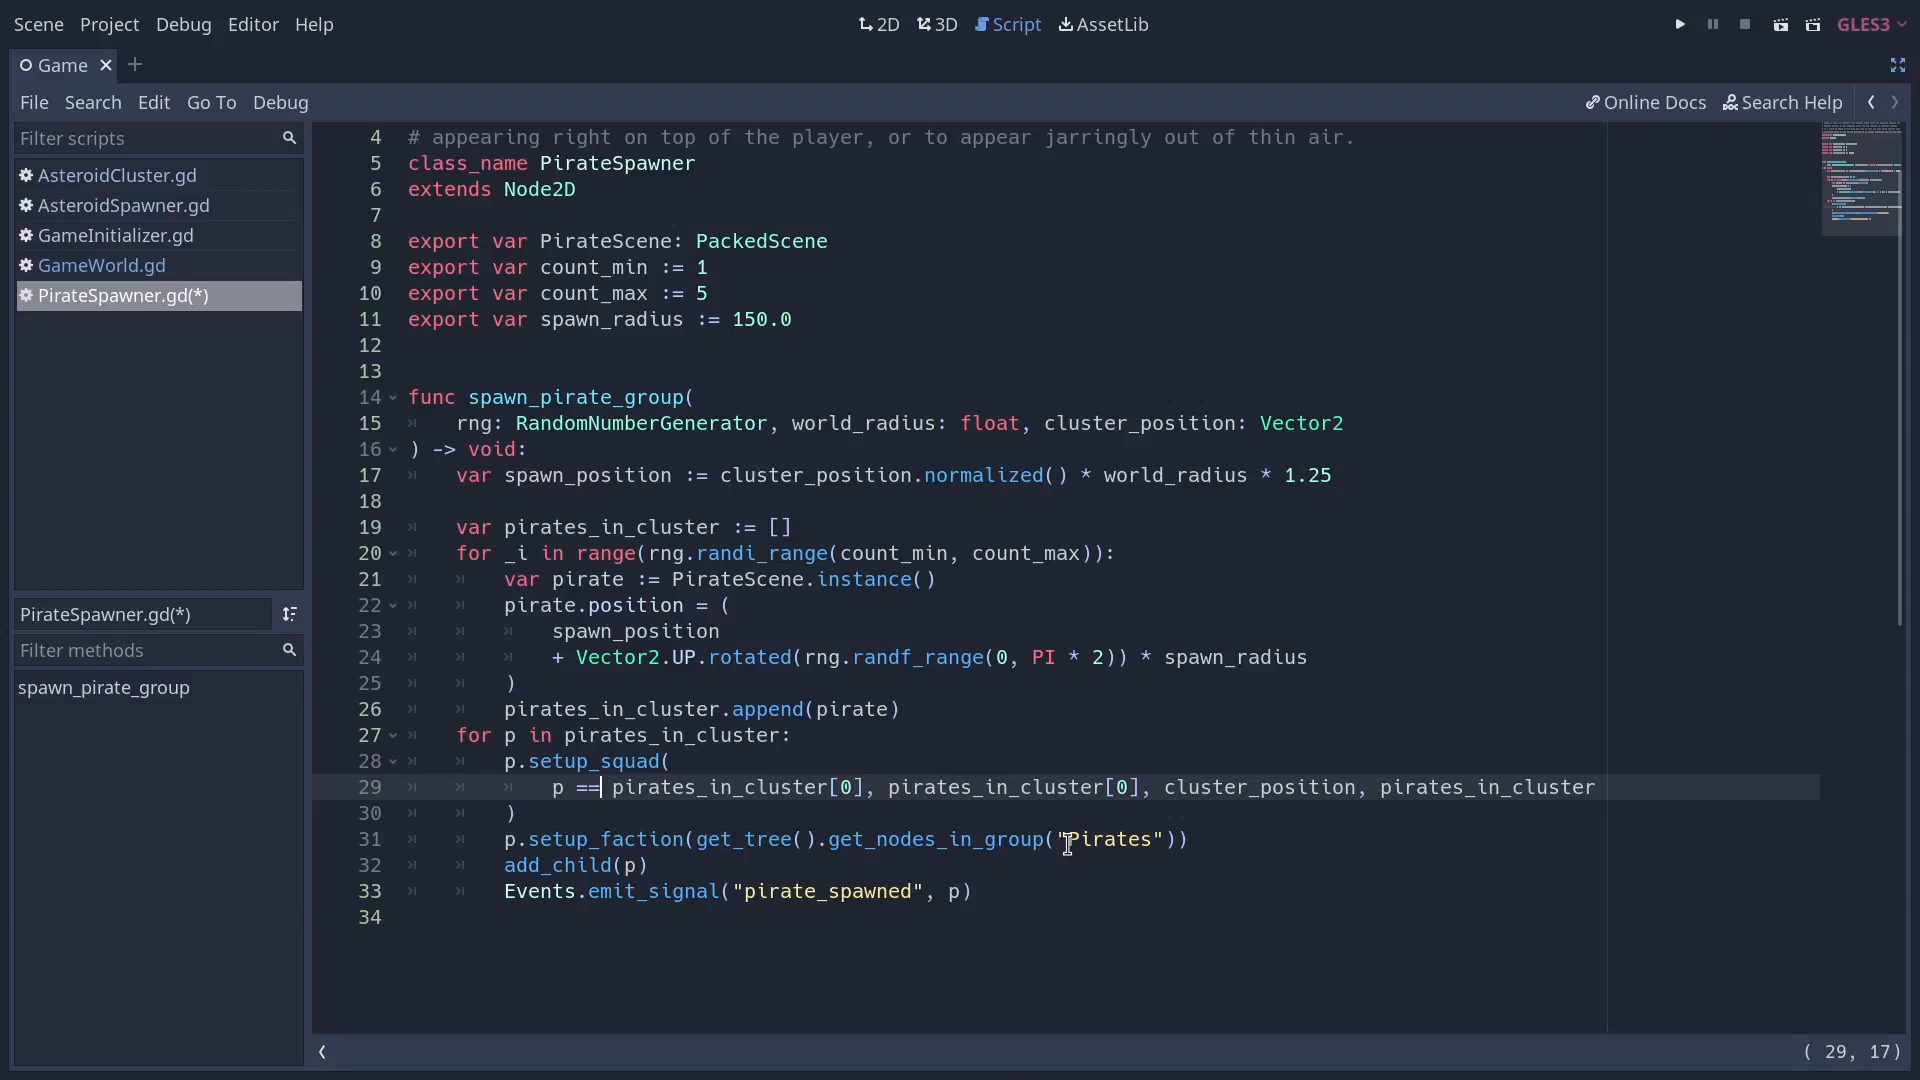 Scene Project Debug Editor Help 2D 3D Script AssetLib GLES3
Game
File Search Edit Go To Debug Online Docs Search Help
Filter scripts
AsteroidCluster.gd
AsteroidSpawner.gd
GameInitializer.gd
GameWorld.gd
PirateSpawner.gd(*)
PirateSpawner.gd(*)
Filter methods
spawn_pirate_group
4 # appearing right on top of the player, or to appear jarringly out of thin air.
5 class_name PirateSpawner
6 extends Node2D
7
8 export var PirateScene: PackedScene
9 export var count_min := 1
10 export var count_max := 5
11 export var spawn_radius := 150.0
12
13
14 func spawn_pirate_group(
15 rng: RandomNumberGenerator, world_radius: float, cluster_position: Vector2
16 ) -> void:
17 var spawn_position := cluster_position.normalized() * world_radius * 1.25
18
19 var pirates_in_cluster := []
20 for _i in range(rng.randi_range(count_min, count_max)):
21 var pirate := PirateScene.instance()
22 pirate.position = (
23 spawn_position
24 + Vector2.UP.rotated(rng.randf_range(0, PI * 2)) * spawn_radius
25 )
26 pirates_in_cluster.append(pirate)
27 for p in pirates_in_cluster:
28 p.setup_squad(
29 p == pirates_in_cluster[0], pirates_in_cluster[0], cluster_position, pirates_in_cluster
30 )
31 p.setup_faction(get_tree().get_nodes_in_group("Pirates"))
32 add_child(p)
33 Events.emit_signal("pirate_spawned", p)
34
( 29, 17)